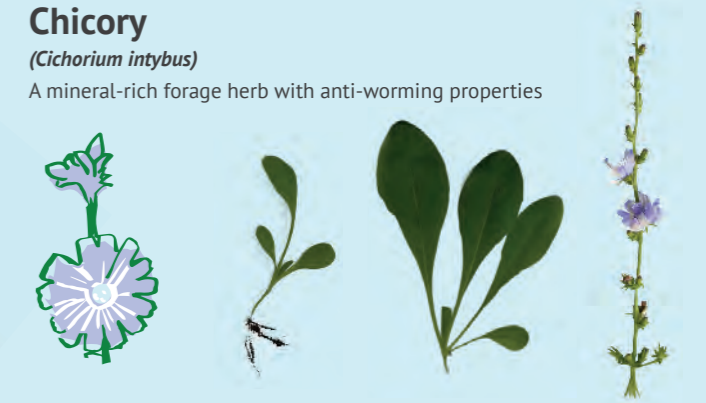 Chicory
(Cichorium intybus)
A mineral-rich forage herb with anti-worming properties